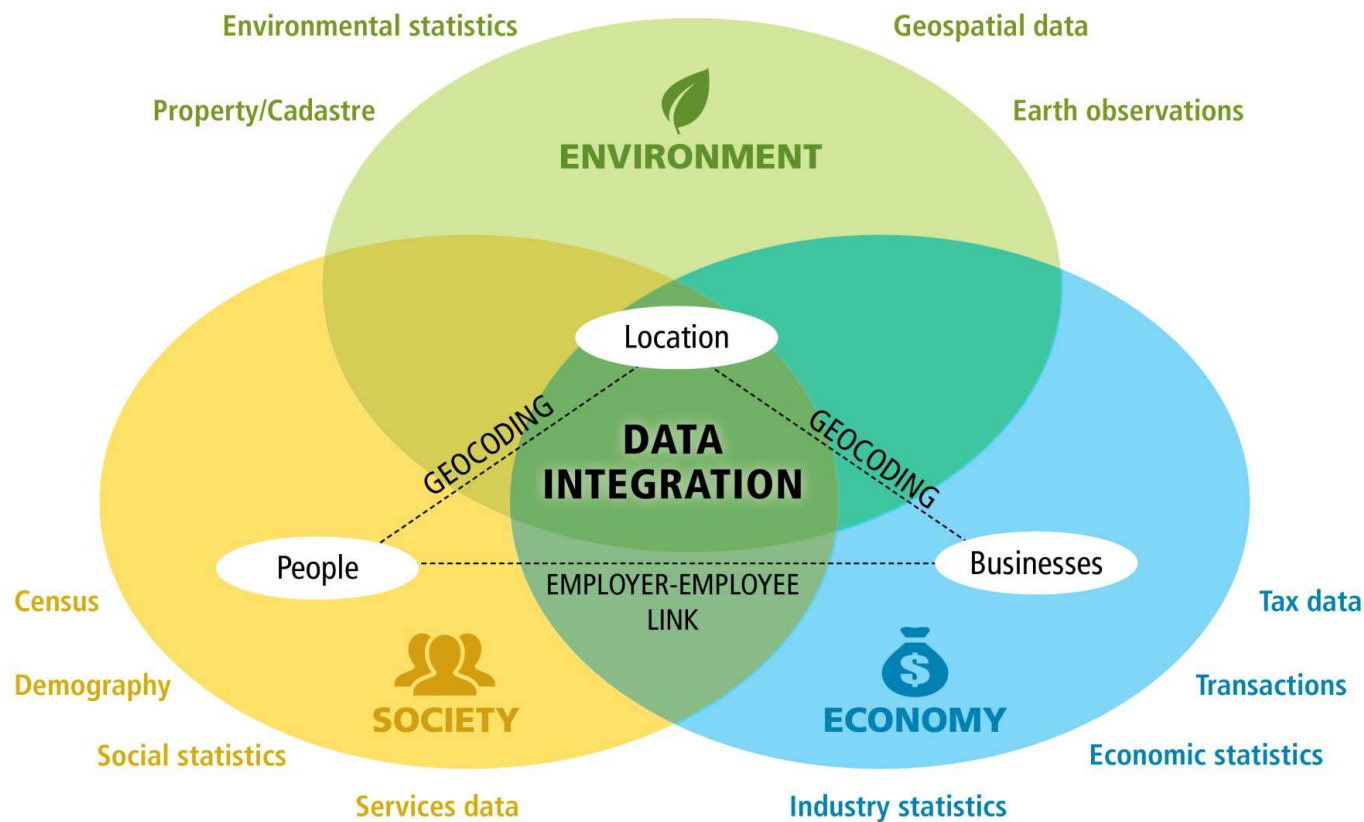 Environmental statistics
Geospatial data
Property/Cadastre
Earth observations
ENVIRONMENT
Location
GEOCODING
GEOCODING
DATA
INTEGRATION
People
Businesses
EMPLOYER-EMPLOYEE
LINK
Census
Tax data
$
Demography
Transactions
SOCIETY
ECONOMY
Social statistics
Economic statistics
Services data
Industry statistics